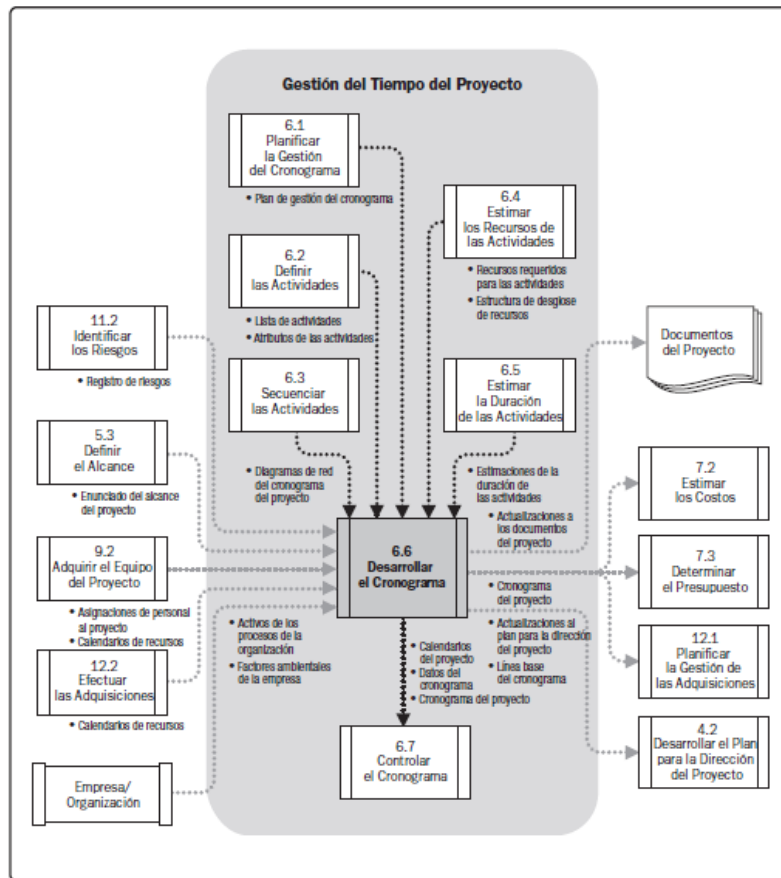 Gestión del Tiempo del Proyecto
6.1
Planificar
la Gestión
del Cronograma
• Plan de gestión del cronograma
6.4
Estimar
los Recursos de
las Actividades
• Recursos requeridos
para las actividades
• Estructura de desglose
de recursos
6.2
Definir
las Actividades
• Lista de actividades
• Atributos de las actividades
11.2
Identificar
los Riesgos
• Registro de riesgos
Documentos
del Proyecto
6.3
Secuenciar
las Actividades
• Diagramas de red
del cronograma
del proyecto
6.5
Estimar
la Duración
de las Actividades
• Estimaciones de la
duración de
las actividades
5.3
Definir
el Alcance
• Enunciado del alcance
del proyecto
7.2
Estimar
los Costos
• Actualizaciones a
los documentos
del proyecto
6.6
Desarrollar
el Cronograma
9.2
Adquirir el Equipo
del Proyecto
• Asignaciones de personal
al proyecto
• Calendarios de recursos
7.3
Determinar
el Presupuesto
• Cronograma
del proyecto
• Actualizaciones al
plan para la dirección
del proyecto
• Línea base
del cronograma
• Activos de los
procesos de la
organización
• Factores ambientales
de la empresa
• Calendarios
del proyecto
• Datos del
cronograma
• Cronograma del proyecto
12.2
Efectuar
las Adquisiciones
• Calendarios de recursos
12.1
Planificar
la Gestión de
las Adquisiciones
6.7
Controlar
el Cronograma
4.2
Desarrollar el Plan
para la Dirección
del Proyecto
Empresa/
Organización